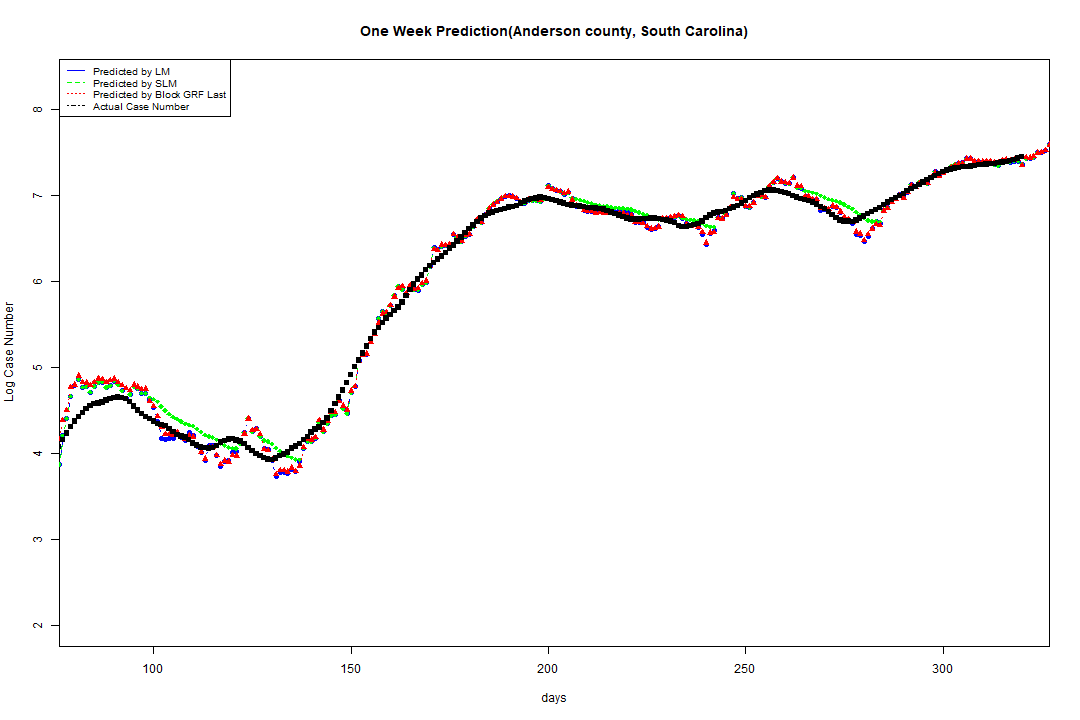 One Week Prediction(Anderson county, South Carolina)
Predicted by LM
Predicted by SLM
Predicted by Block GRF Last
Actual Case Number
8
7
6
5
4
3
2
Log Case Number
100 150 200 250 300
days